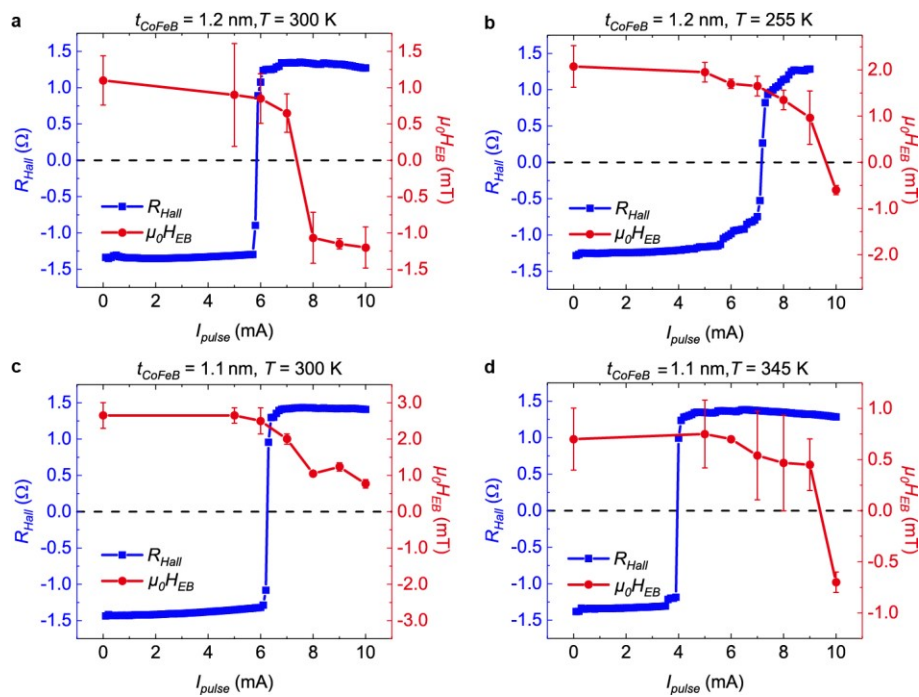 a
t_CoFeB = 1.2 nm, T = 300 K
R_Hall (Ω)
1.5
1.0
0.5
0.0
-0.5
-1.0
-1.5
R_Hall
μ₀H_EB
1.5
1.0
0.5
0.0
-0.5
-1.0
-1.5
μ₀H_EB (mT)
0 2 4 6 8 10
I_pulse (mA)
b
t_CoFeB = 1.2 nm, T = 255 K
R_Hall (Ω)
1.5
1.0
0.5
0.0
-0.5
-1.0
-1.5
R_Hall
μ₀H_EB
2.0
1.0
0.0
-1.0
-2.0
μ₀H_EB (mT)
0 2 4 6 8 10
I_pulse (mA)
c
t_CoFeB = 1.1 nm, T = 300 K
R_Hall (Ω)
1.5
1.0
0.5
0.0
-0.5
-1.0
-1.5
R_Hall
μ₀H_EB
3.0
2.0
1.0
0.0
-1.0
-2.0
-3.0
μ₀H_EB (mT)
0 2 4 6 8 10
I_pulse (mA)
d
t_CoFeB = 1.1 nm, T = 345 K
R_Hall (Ω)
1.5
1.0
0.5
0.0
-0.5
-1.0
-1.5
R_Hall
μ₀H_EB
1.0
0.5
0.0
-0.5
-1.0
μ₀H_EB (mT)
0 2 4 6 8 10
I_pulse (mA)